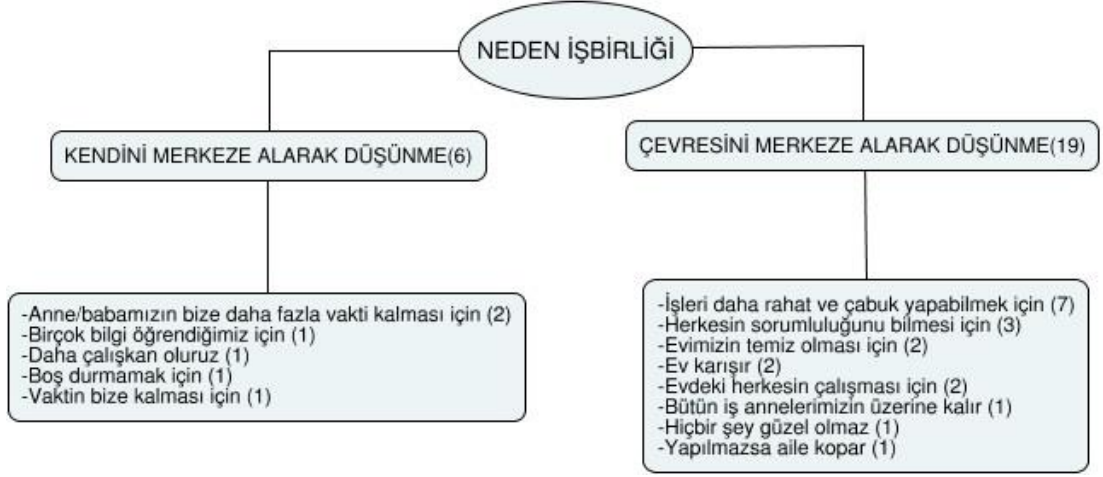 NEDEN İŞBİRLİĞİ
KENDİNİ MERKEZE ALARAK DÜŞÜNME(6)
ÇEVRESİNİ MERKEZE ALARAK DÜŞÜNME(19)
-Anne/babamızın bize daha fazla vakti kalması için (2)
-Birçok bilgi öğrendiğimiz için (1)
-Daha çalışkan oluruz (1)
-Boş durmamak için (1)
-Vaktin bize kalması için (1)
-İşleri daha rahat ve çabuk yapabilmek için (7)
-Herkesin sorumluluğunu bilmesi için (3)
-Evimizin temiz olması için (2)
-Ev karışır (2)
-Evdeki herkesin çalışması için (2)
-Bütün iş annelerimizin üzerine kalır (1)
-Hiçbir şey güzel olmaz (1)
-Yapılmazsa aile kopar (1)